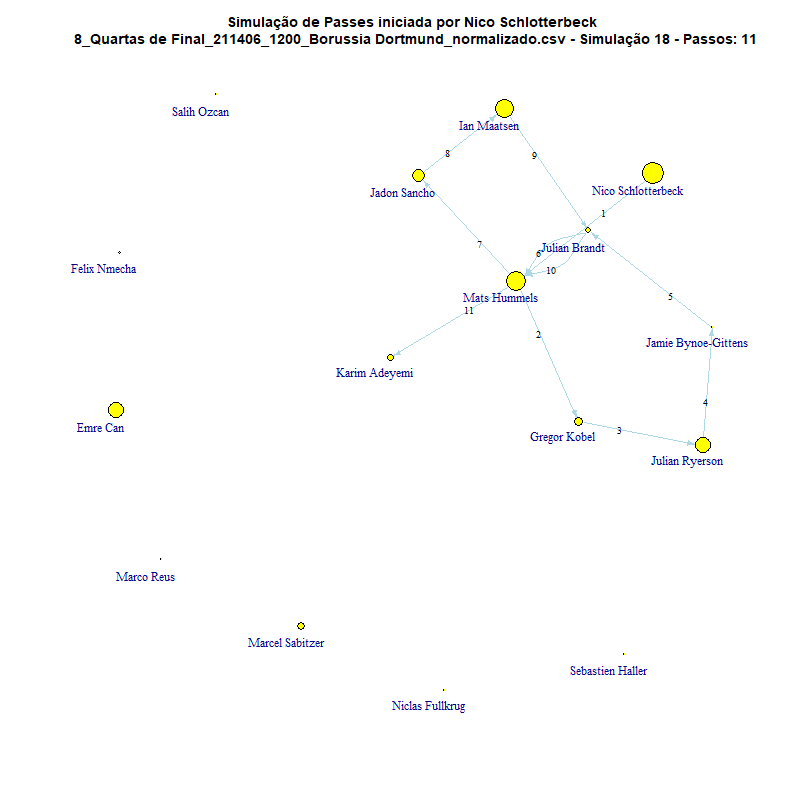 Simulação de Passes iniciada por Nico Schlotterbeck
8_Quartas de Final_211406_1200_Borussia Dortmund_normalizado.csv - Simulação 18 - Passos: 11
Salih Ozcan
Ian Maatsen
8
9
Jadon Sancho
Nico Schlotterbeck
1
7
Julian Brandt
6
Felix Nmecha
10
Mats Hummels
5
11
2
Jamie Bynoe-Gittens
Karim Adeyemi
4
Emre Can
3
Gregor Kobel
Julian Ryerson
Marco Reus
Marcel Sabitzer
Sebastien Haller
Niclas Fullkrug